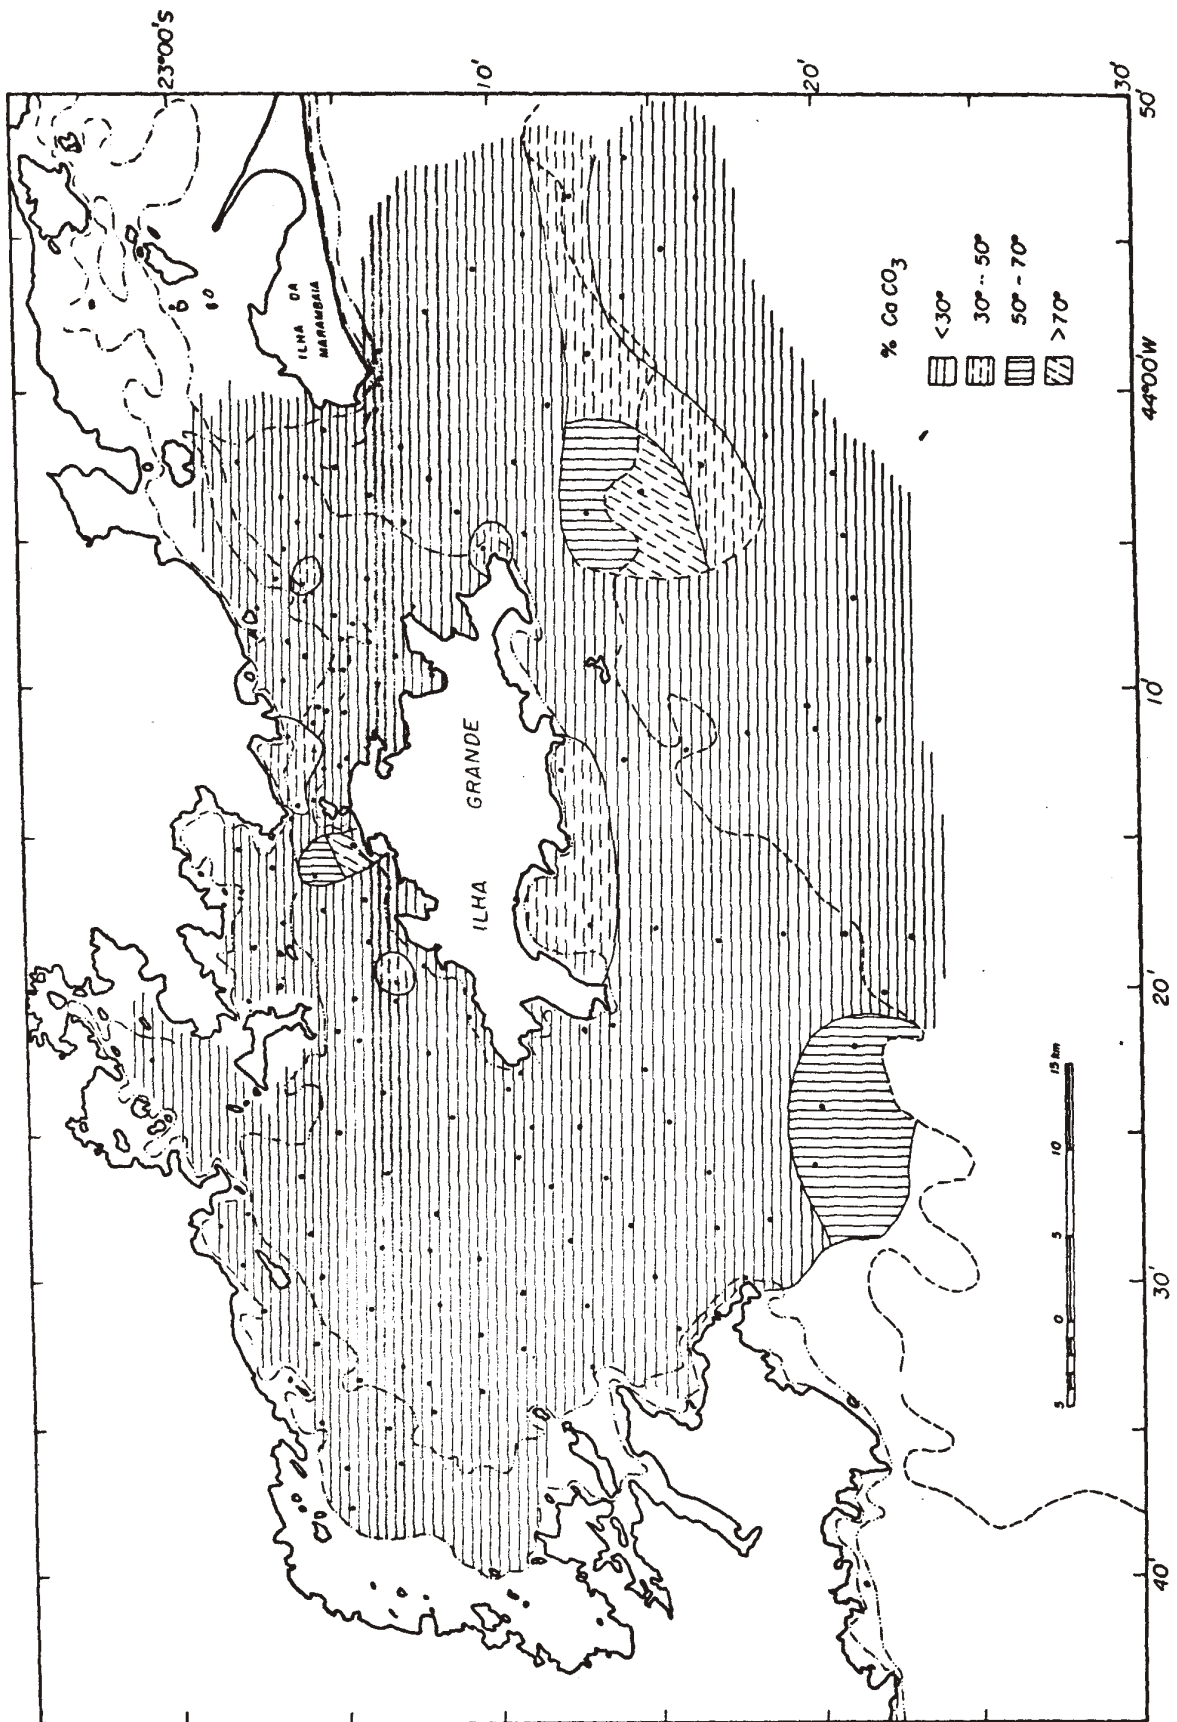 23°00'S
10'
20'
30'
50'
44°00'W
10'
20'
30'
40'
ILHA DA
MARAMBAIA
ILHA GRANDE
% CaCO3
<30°
30°--50°
50°-70°
>70°
5 0 5 10 15 km